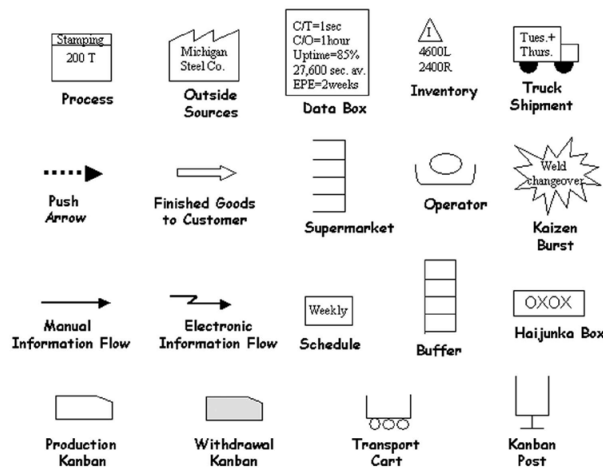 Stamping
200 T
Process
Michigan
Steel Co.
Outside
Sources
C/T=1sec
C/O=1hour
Uptime=85%
27,600 sec. av.
EPE=2weeks
Data Box
I
4600L
2400R
Inventory
Tues.+
Thurs.
Truck
Shipment
Push
Arrow
Finished Goods
to Customer
Supermarket
Operator
Weld
changeover
Kaizen
Burst
Manual
Information Flow
Electronic
Information Flow
Weekly
Schedule
Buffer
OXOX
Haijunka Box
Production
Kanban
Withdrawal
Kanban
Transport
Cart
Kanban
Post